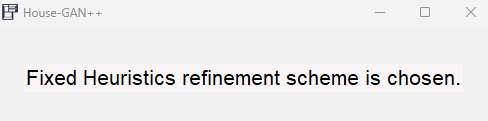 House-GAN++
Fixed Heuristics refinement scheme is chosen.